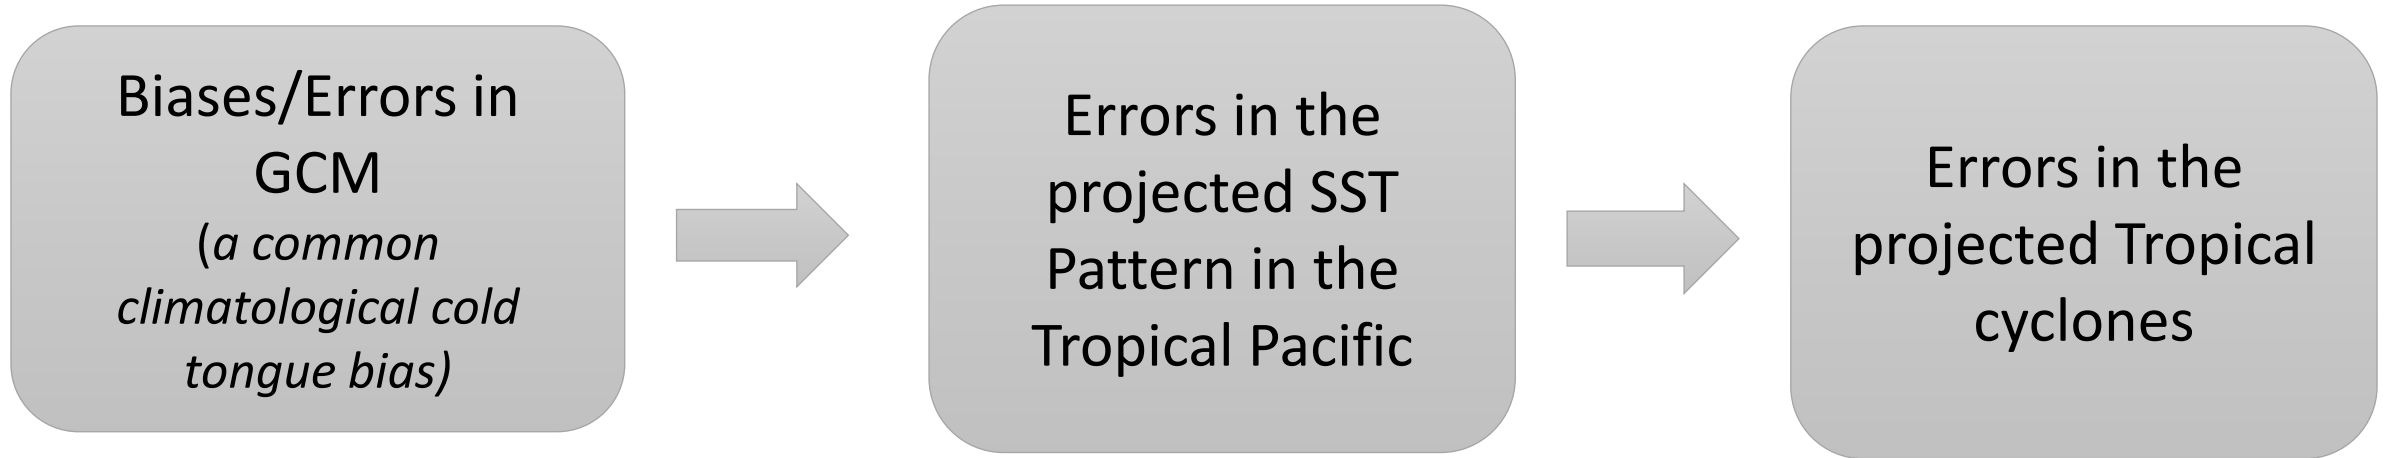 Biases/Errors in
GCM
(a common
climatological cold
tongue bias)
Errors in the
projected SST
Pattern in the
Tropical Pacific
Errors in the
projected Tropical
cyclones